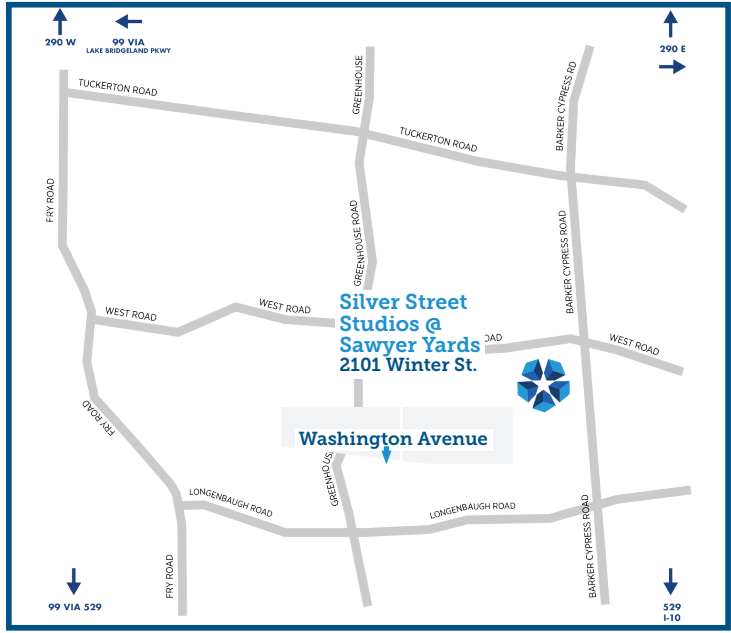 290 W
99 VIA
LAKE BRIDGELAND PKWY
290 E
TUCKERTON ROAD
GREENHOUSE
BARKER CYPRESS RD
TUCKERTON ROAD
FRY ROAD
GREENHOUSE ROAD
BARKER CYPRESS ROAD
WEST ROAD
WEST ROAD
Silver Street
Studios @
Sawyer Yards
2101 Winter St.
OAD
WEST ROAD
FRY ROAD
Washington Avenue
GREENHOUS
LONGENBAUGH ROAD
LONGENBAUGH ROAD
BARKER CYPRESS ROAD
FRY ROAD
99 VIA 529
529
I-10